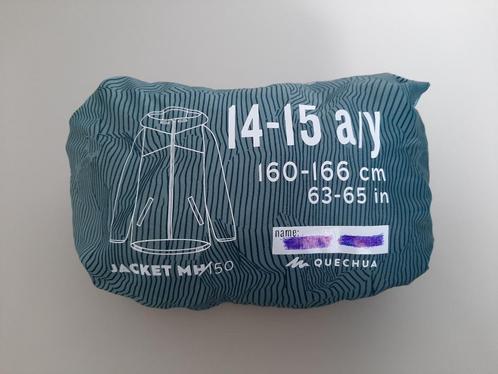 14-15 a/y
160-166 cm
63-65 in
name:
QUECHUA
JACKET MH150